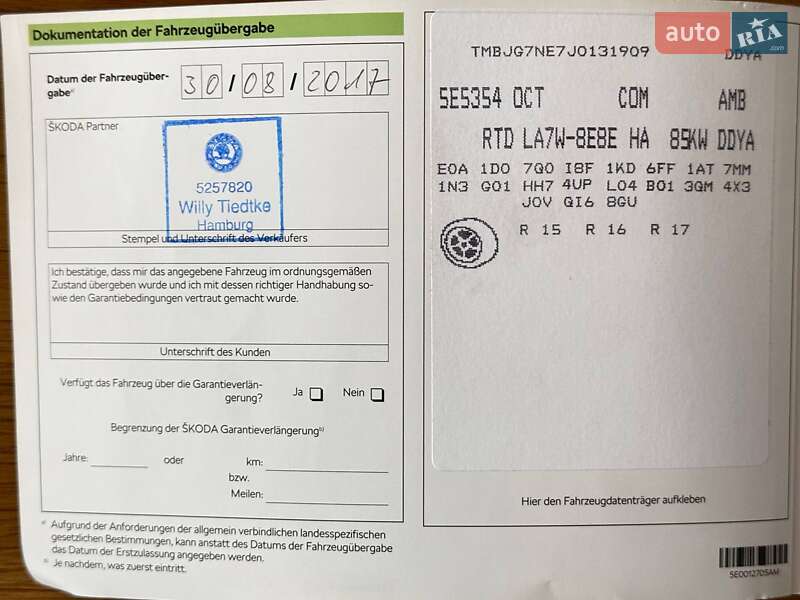 Dokumentation der Fahrzeugübergabe
Datum der Fahrzeugüber-
gabe^a)
30/08/2017
ŠKODA Partner
5257820
Willy Tiedtke
Hamburg
Stempel und Unterschrift des Verkäufers
Ich bestätige, dass mir das angegebene Fahrzeug im ordnungsgemäßen
Zustand übergeben wurde und ich mit dessen richtiger Handhabung so-
wie den Garantiebedingungen vertraut gemacht wurde.
Unterschrift des Kunden
Verfügt das Fahrzeug über die Garantieverlän-
gerung?
Ja
Nein
Begrenzung der ŠKODA Garantieverlängerung^b)
Jahre:
oder
km:
bzw.
Meilen:
a) Aufgrund der Anforderungen der allgemein verbindlichen landesspezifischen
gesetzlichen Bestimmungen, kann anstatt des Datums der Fahrzeugübergabe
das Datum der Erstzulassung angegeben werden.
b) Je nachdem, was zuerst eintritt.
auto RIA
.com
TMBJG7NE7J0131909 DDYA
5E5354 OCT COM AMB
RTD LA7W-8E8E HA 85KW DDYA
E0A 1D0 7Q0 I8F 1KD 6FF 1AT 7MM
1N3 G01 HH7 4UP L04 B01 3QM 4X3
J0V QI6 8GU
R 15 R 16 R 17
Hier den Fahrzeugdatenträger aufkleben
5E0012705AM